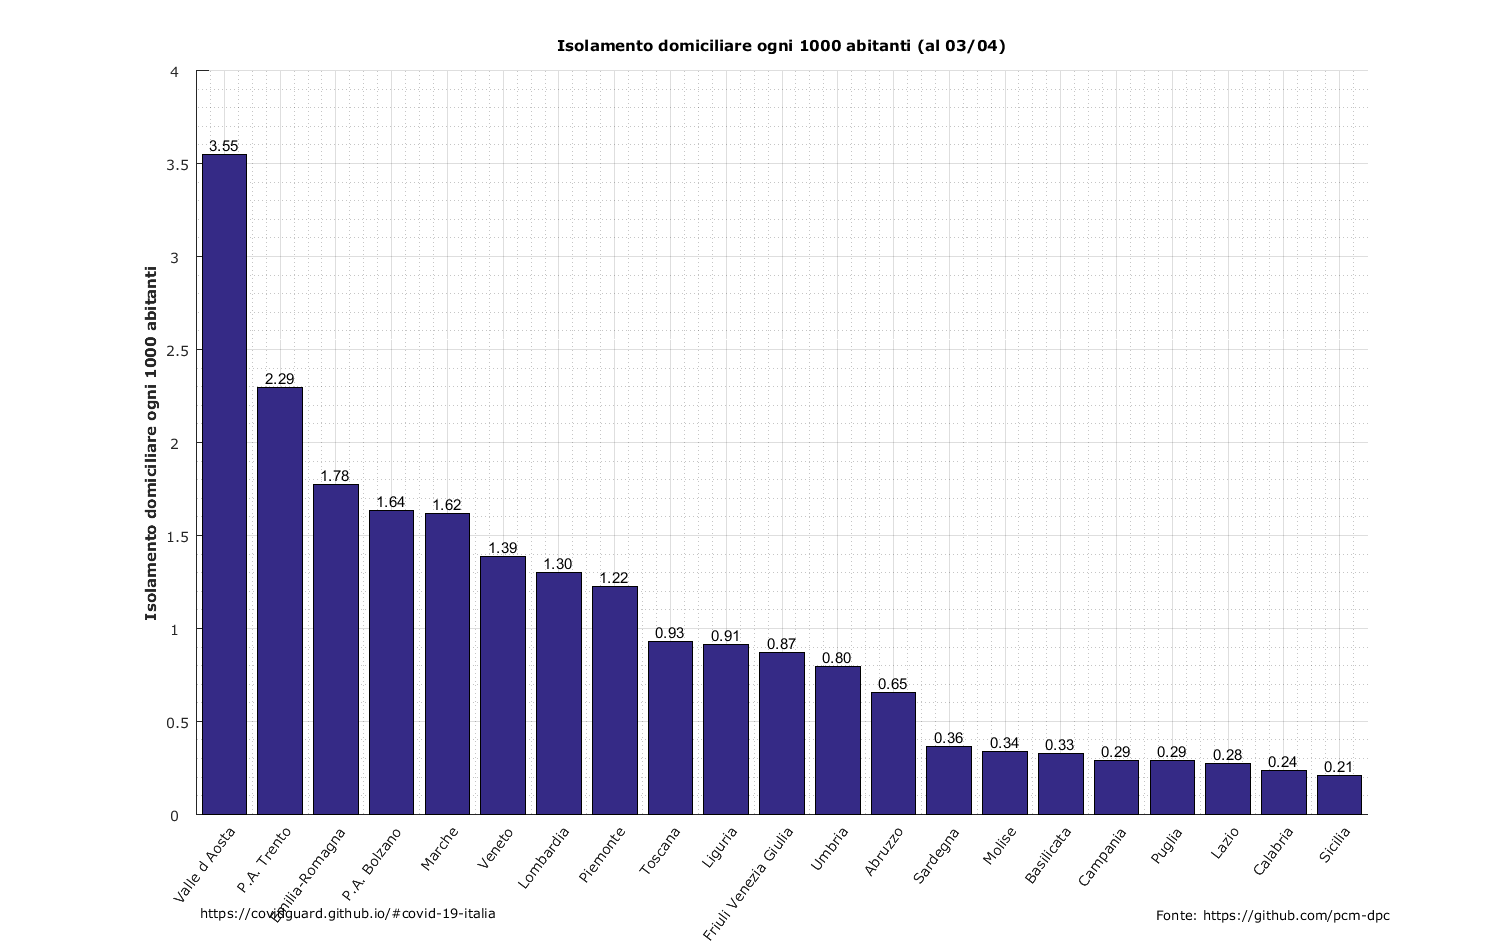 Isolamento domiciliare ogni 1000 abitanti (al 03/04)
Isolamento domiciliare ogni 1000 abitanti
4
3.5
3
2.5
2
1.5
1
0.5
0
3.55
2.29
1.78
1.64
1.62
1.39
1.30
1.22
0.93
0.91
0.87
0.80
0.65
0.36
0.34
0.33
0.29
0.29
0.28
0.24
0.21
Valle d Aosta
P.A. Trento
Emilia-Romagna
P.A. Bolzano
Marche
Veneto
Lombardia
Piemonte
Toscana
Liguria
Friuli Venezia Giulia
Umbria
Abruzzo
Sardegna
Molise
Basilicata
Campania
Puglia
Lazio
Calabria
Sicilia
https://covidguard.github.io/#covid-19-italia
Fonte: https://github.com/pcm-dpc